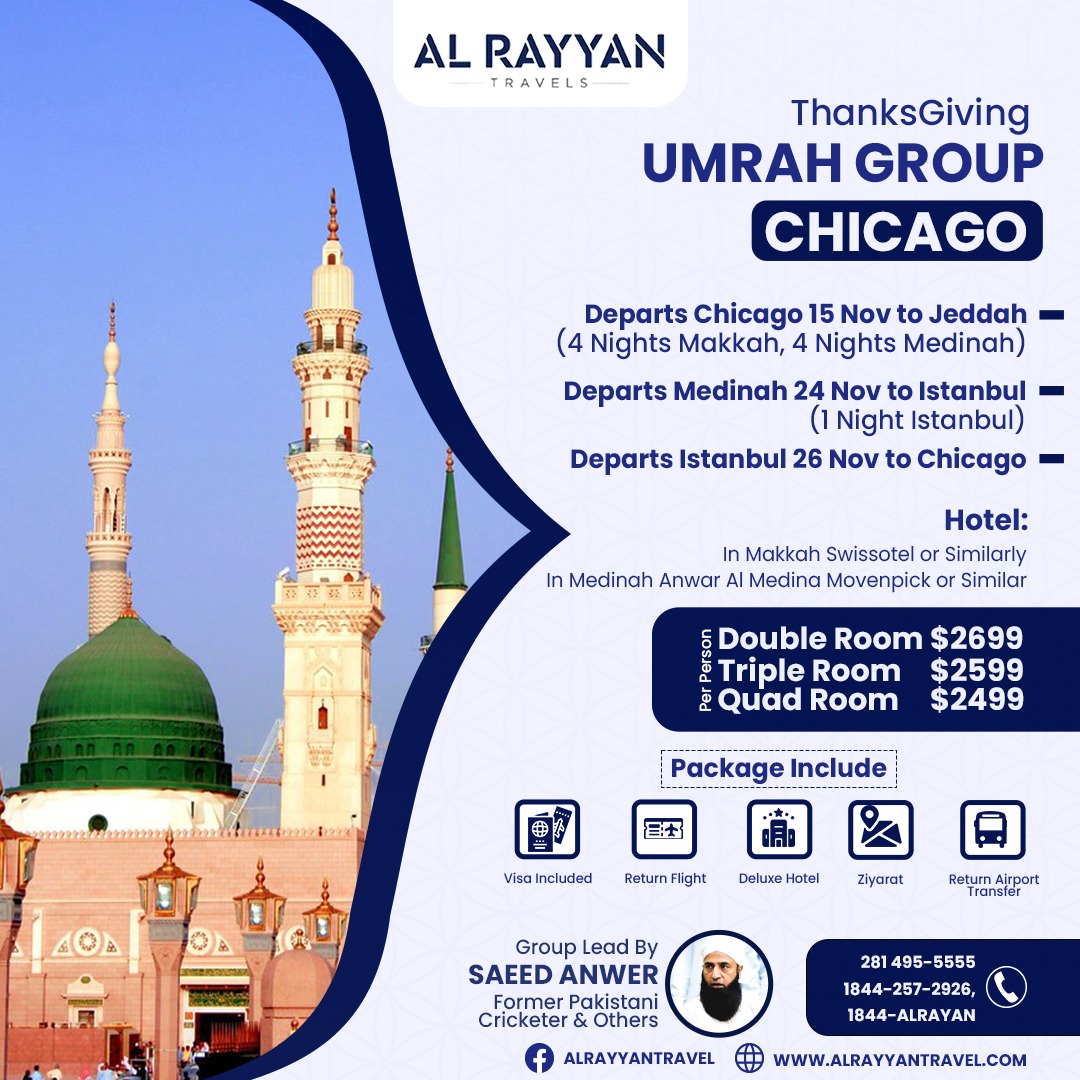 AL RAYYAN
TRAVELS
ThanksGiving
UMRAH GROUP
CHICAGO
Departs Chicago 15 Nov to Jeddah
(4 Nights Makkah, 4 Nights Medinah)
Departs Medinah 24 Nov to Istanbul
(1 Night Istanbul)
Departs Istanbul 26 Nov to Chicago
Hotel:
In Makkah Swissotel or Similarly
In Medinah Anwar Al Medina Movenpick or Similar
Per Person
Double Room $2699
Triple Room $2599
Quad Room $2499
Package Include
Visa Included
Return Flight
Deluxe Hotel
Ziyarat
Return Airport
Transfer
Group Lead By
SAEED ANWER
Former Pakistani
Cricketer & Others
281 495-5555
1844-257-2926,
1844-ALRAYAN
ALRAYYANTRAVEL
WWW.ALRAYYANTRAVEL.COM